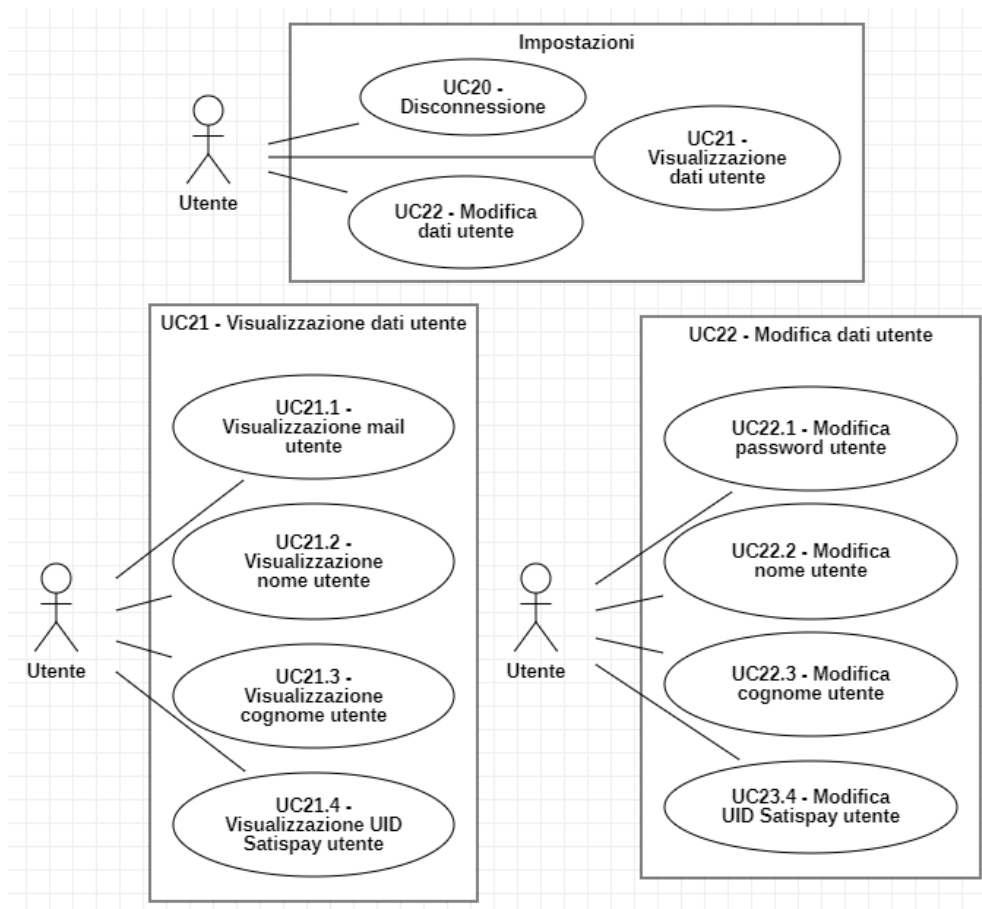 Impostazioni
UC20 -
Disconnessione
UC21 -
Visualizzazione
dati utente
Utente
UC22 - Modifica
dati utente
UC21 - Visualizzazione dati utente
UC21.1 -
Visualizzazione mail
utente
UC21.2 -
Visualizzazione
nome utente
Utente
UC21.3 -
Visualizzazione
cognome utente
UC21.4 -
Visualizzazione UID
Satispay utente
UC22 - Modifica dati utente
UC22.1 - Modifica
password utente
UC22.2 - Modifica
nome utente
Utente
UC22.3 - Modifica
cognome utente
UC23.4 - Modifica
UID Satispay utente